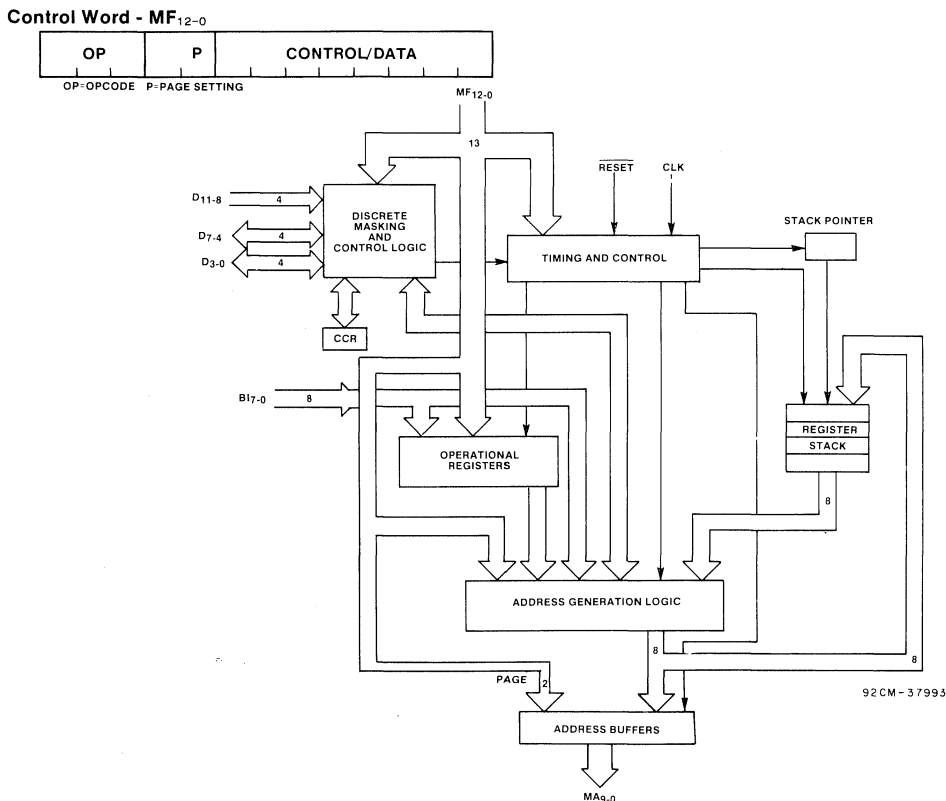 Control Word - MF12-0
OP P CONTROL/DATA
OP=OPCODE P=PAGE SETTING
MF12-0
13
RESET CLK
D11-8 4
D7-4 4
D3-0 4
DISCRETE
MASKING
AND
CONTROL LOGIC
STACK POINTER
TIMING AND CONTROL
CCR
BI7-0 8
REGISTER
STACK
OPERATIONAL
REGISTERS
8
ADDRESS GENERATION LOGIC
8
8
PAGE 2
92CM-37993
ADDRESS BUFFERS
MA9-0